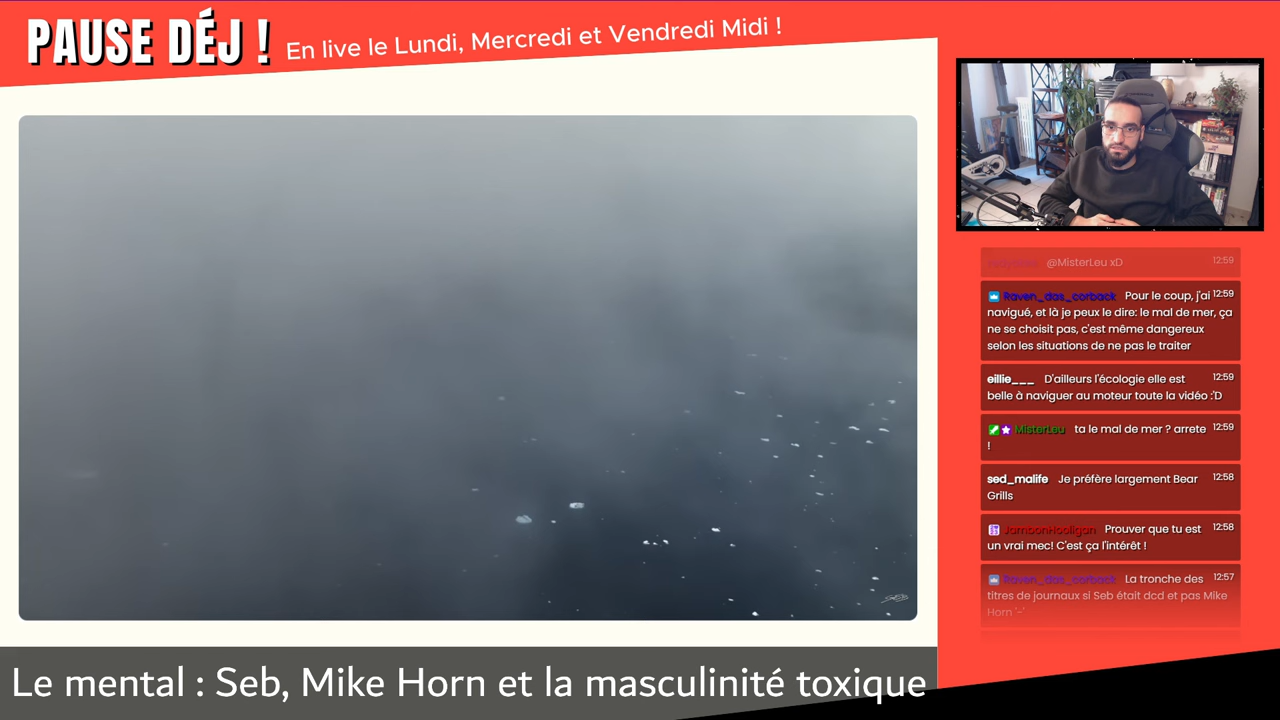 PAUSE DÉJ !
En live le Lundi, Mercredi et Vendredi Midi !
@MisterLeu xD 12:59
Raven_das_corback Pour le coup, j'ai 12:59
navigué, et là je peux le dire: le mal de mer, ça
ne se choisit pas, c'est même dangereux
selon les situations de ne pas le traiter
eillie___ D'ailleurs l'écologie elle est 12:59
belle à naviguer au moteur toute la vidéo :'D
MisterLeu ta le mal de mer ? arrete 12:59
!
sed_malife Je préfère largement Bear 12:58
Grills
JambonHooligan Prouver que tu est 12:58
un vrai mec! C'est ça l'intérêt !
Raven_das_corback La tronche des 12:57
titres de journaux si Seb était dcd et pas Mike
Horn '-'
Le mental : Seb, Mike Horn et la masculinité toxique